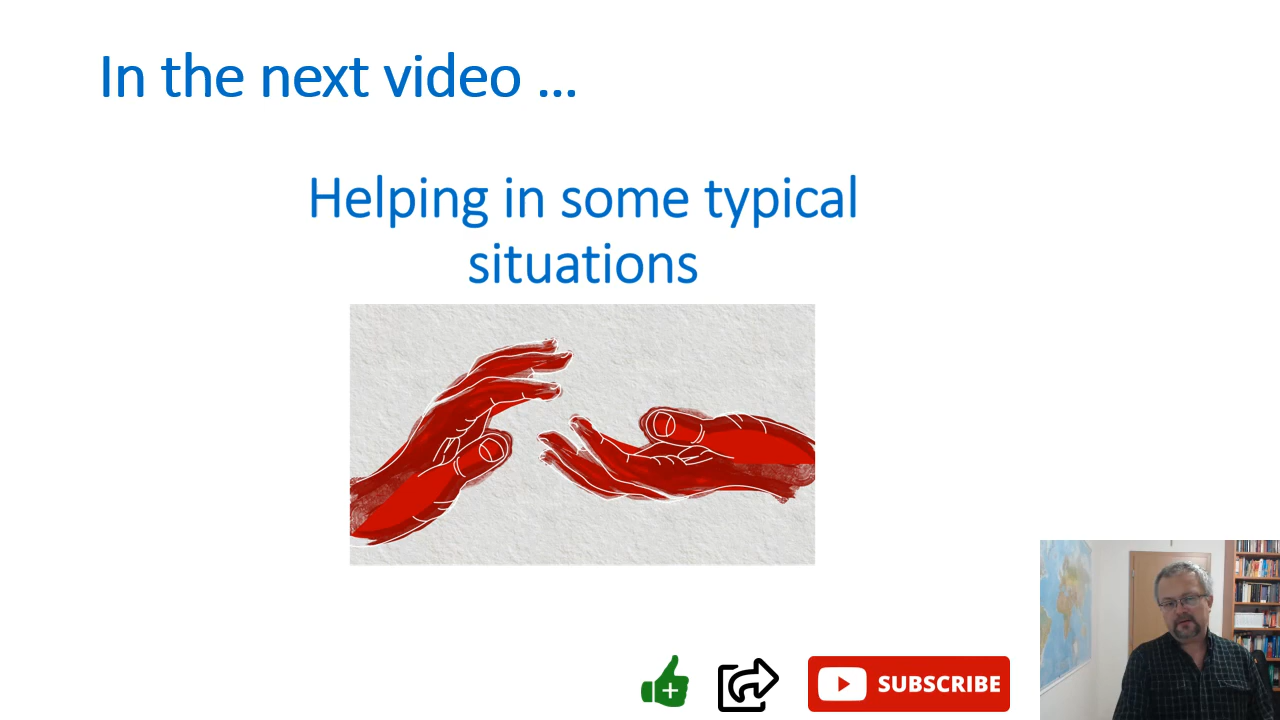 In the next video ...
Helping in some typical
situations
SUBSCRIBE